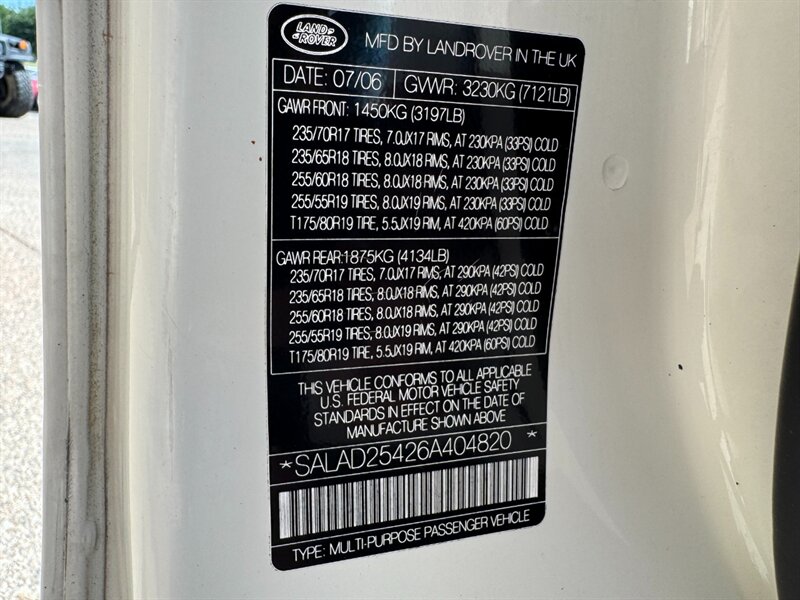 LAND
ROVER
MFD BY LANDROVER IN THE UK
DATE: 07/06 GVWR: 3230KG (7121LB)
GAWR FRONT: 1450KG (3197LB)
235/70R17 TIRES, 7.0JX17 RIMS, AT 230KPA (33PSI) COLD
235/65R18 TIRES, 8.0JX18 RIMS, AT 230KPA (33PSI) COLD
255/60R18 TIRES, 8.0JX18 RIMS, AT 230KPA (33PSI) COLD
255/55R19 TIRES, 8.0JX19 RIMS, AT 230KPA (33PSI) COLD
T175/80R19 TIRE, 5.5JX19 RIM, AT 420KPA (60PSI) COLD
GAWR REAR: 1875KG (4134LB)
235/70R17 TIRES, 7.0JX17 RIMS, AT 290KPA (42PSI) COLD
235/65R18 TIRES, 8.0JX18 RIMS, AT 290KPA (42PSI) COLD
255/60R18 TIRES, 8.0JX18 RIMS, AT 290KPA (42PSI) COLD
255/55R19 TIRES, 8.0JX19 RIMS, AT 290KPA (42PSI) COLD
T175/80R19 TIRE, 5.5JX19 RIM, AT 420KPA (60PSI) COLD
THIS VEHICLE CONFORMS TO ALL APPLICABLE
U.S. FEDERAL MOTOR VEHICLE SAFETY
STANDARDS IN EFFECT ON THE DATE OF
MANUFACTURE SHOWN ABOVE
*SALAD25426A404820 *
TYPE: MULTI-PURPOSE PASSENGER VEHICLE